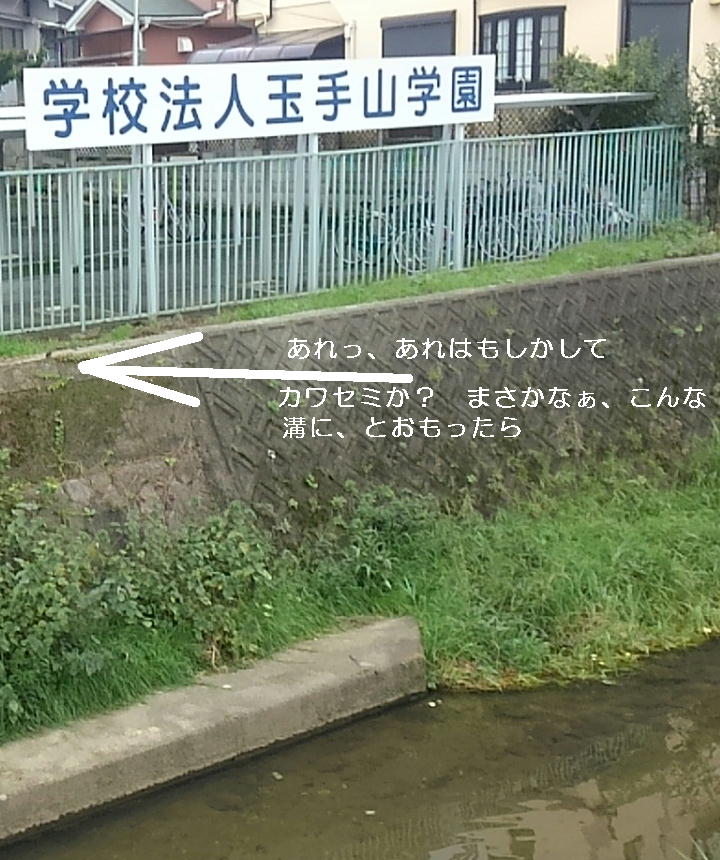 学校法人玉手山学園
あれっ、あれはもしかして
カワセミか？　まさかなぁ、こんな
溝に、とおもったら